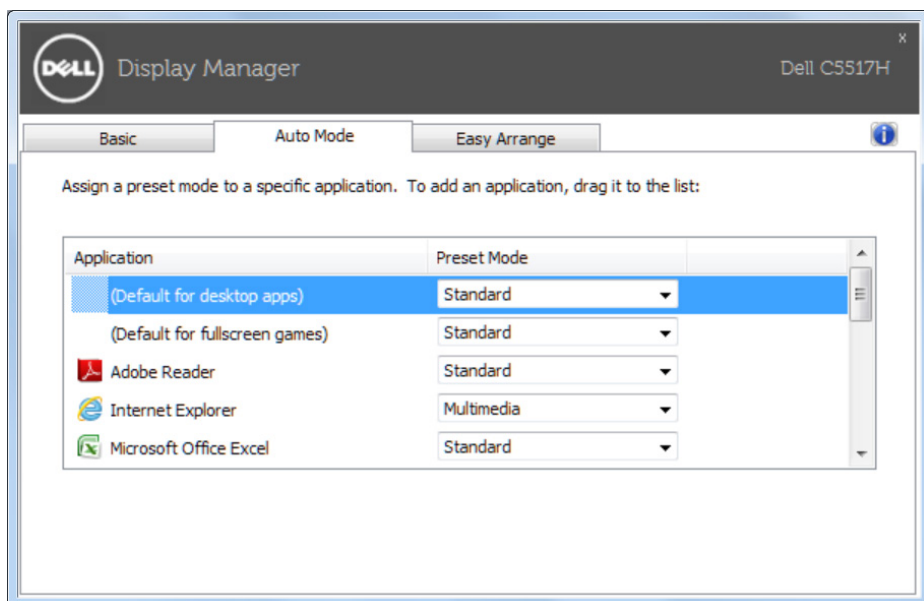 DELL Display Manager
x
Dell C5517H
Basic Auto Mode Easy Arrange
Assign a preset mode to a specific application. To add an application, drag it to the list:
Application Preset Mode
(Default for desktop apps) Standard
(Default for fullscreen games) Standard
Adobe Reader Standard
Internet Explorer Multimedia
Microsoft Office Excel Standard